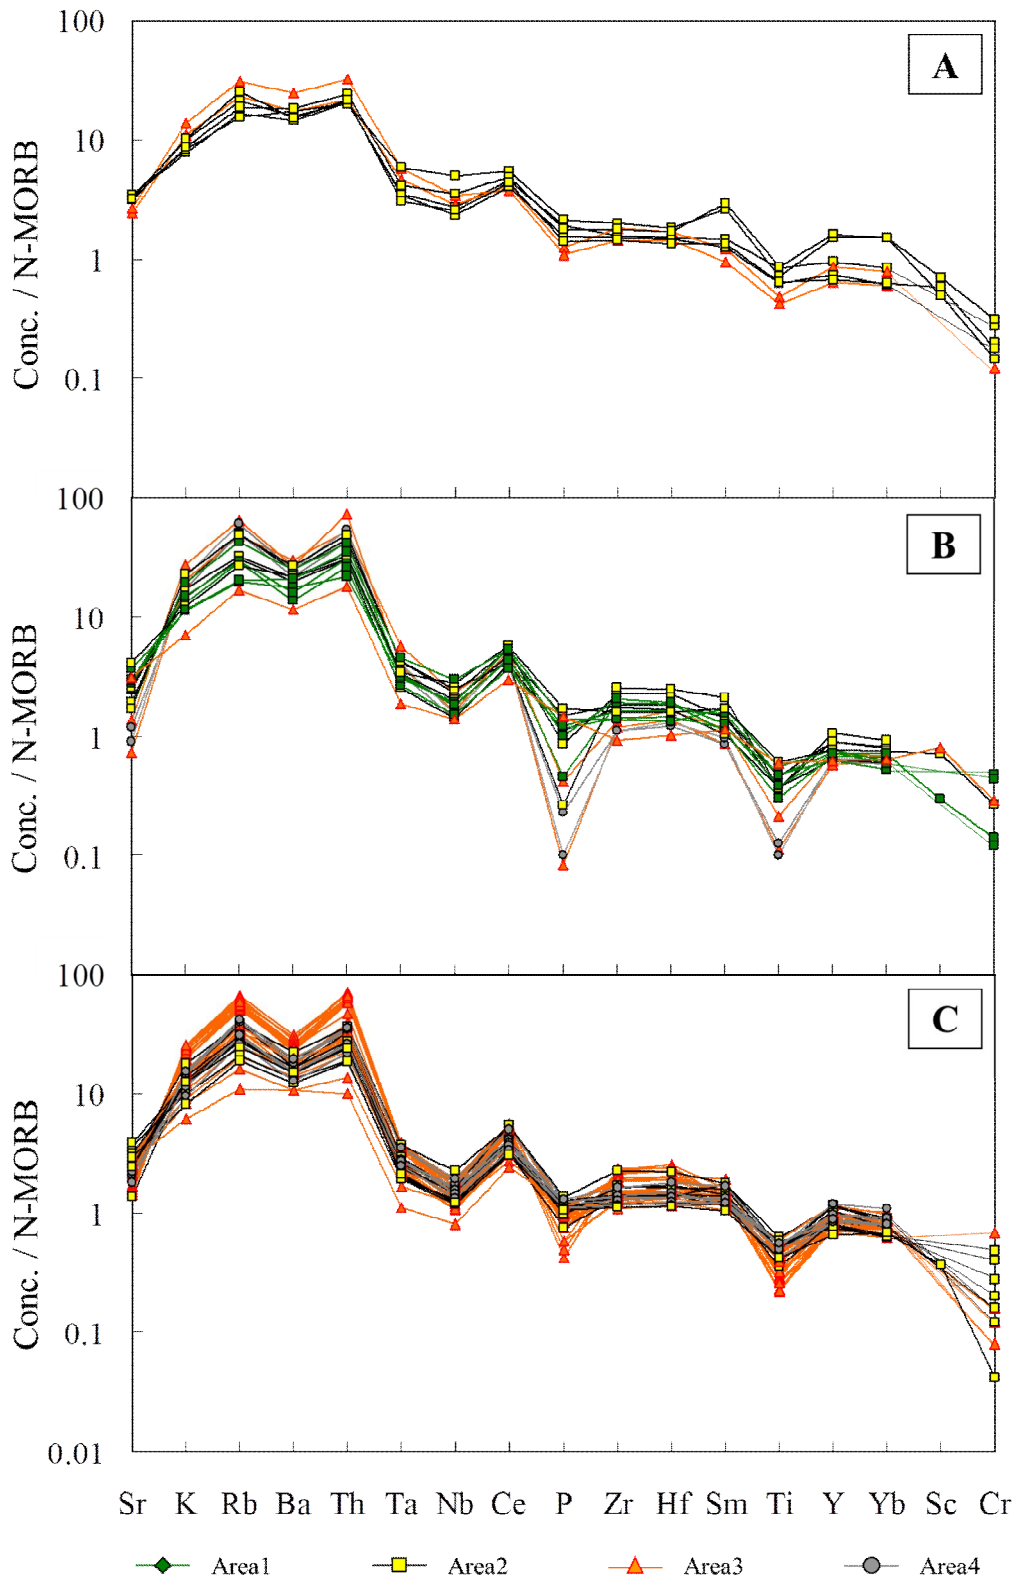 100
A
10
1
0.1
Conc. / N-MORB
100
B
10
1
0.1
Conc. / N-MORB
100
C
10
1
0.1
0.01
Conc. / N-MORB
Sr K Rb Ba Th Ta Nb Ce P Zr Hf Sm Ti Y Yb Sc Cr
Area1 Area2 Area3 Area4